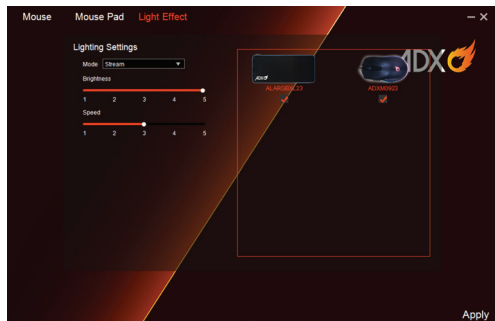 Mouse Mouse Pad Light Effect
– ×
ADX
Lighting Settings
Mode Stream
Brightness
1 2 3 4 5
Speed
1 2 3 4 5
ADX
ADXM0923
Apply